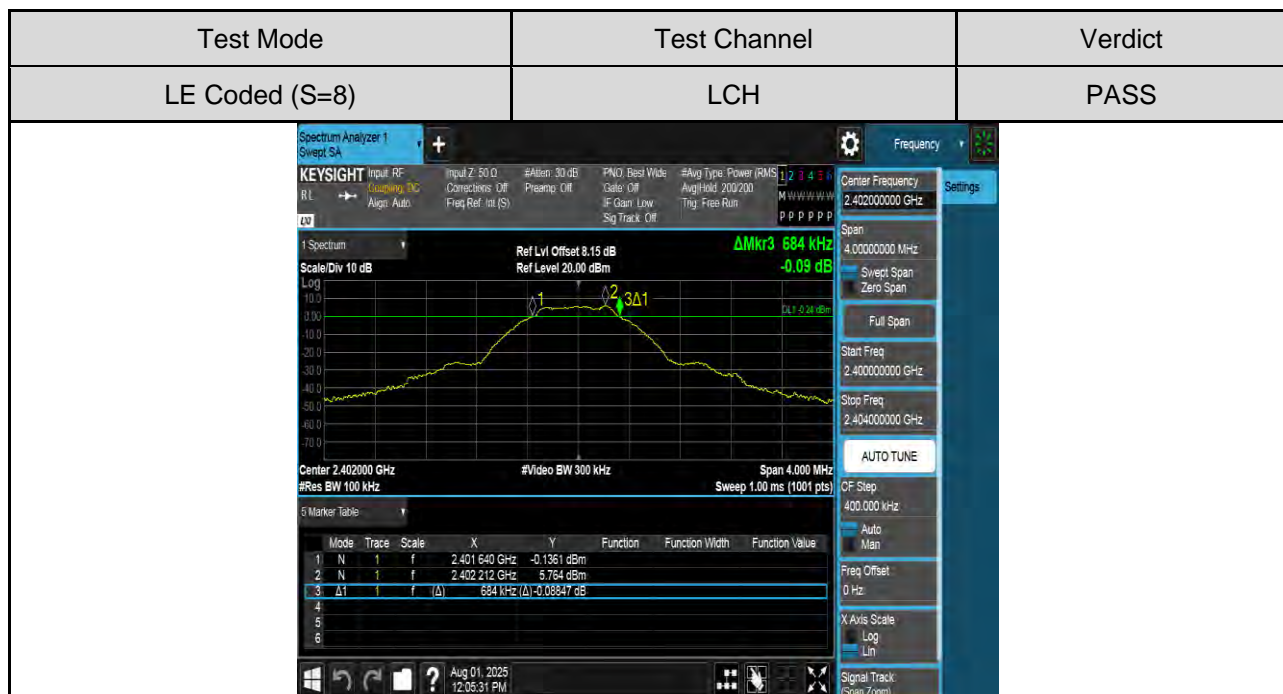 Test Mode Test Channel Verdict
LE Coded (S=8) LCH PASS
Spectrum Analyzer 1
Swept SA
+
Frequency
KEYSIGHT Input: RF Input Z: 50 Ω #Atten: 30 dB PNO: Best Wide #Avg Type: Power (RMS 1 2 3 4 5 6
RL Coupling: DC Corrections: Off Preamp: Off Gate: Off Avg|Hold: 200/200 M W W W W W
Align: Auto Freq Ref: Int (S) IF Gain: Low Trig: Free Run
Sig Track: Off P P P P P P
LXI
1 Spectrum
Ref Lvl Offset 8.15 dB ΔMkr3 684 kHz
Scale/Div 10 dB Ref Level 20.00 dBm -0.09 dB
Log
10.0
0.00
-10.0
-20.0
-30.0
-40.0
-50.0
-60.0
-70.0
1
2
3Δ1
DL1 -0.24 dBm
Center 2.402000 GHz #Video BW 300 kHz Span 4.000 MHz
#Res BW 100 kHz Sweep 1.00 ms (1001 pts)
5 Marker Table
Mode Trace Scale X Y Function Function Width Function Value
1 N 1 f 2.401 640 GHz -0.1361 dBm
2 N 1 f 2.402 212 GHz 5.764 dBm
3 Δ1 1 f (Δ) 684 kHz (Δ) -0.08847 dB
4
5
6
?
Aug 01, 2025
12:05:31 PM
Center Frequency
2.402000000 GHz
Settings
Span
4.00000000 MHz
Swept Span
Zero Span
Full Span
Start Freq
2.400000000 GHz
Stop Freq
2.404000000 GHz
AUTO TUNE
CF Step
400.000 kHz
Auto
Man
Freq Offset
0 Hz
X Axis Scale
Log
Lin
Signal Track
(Span Zoom)